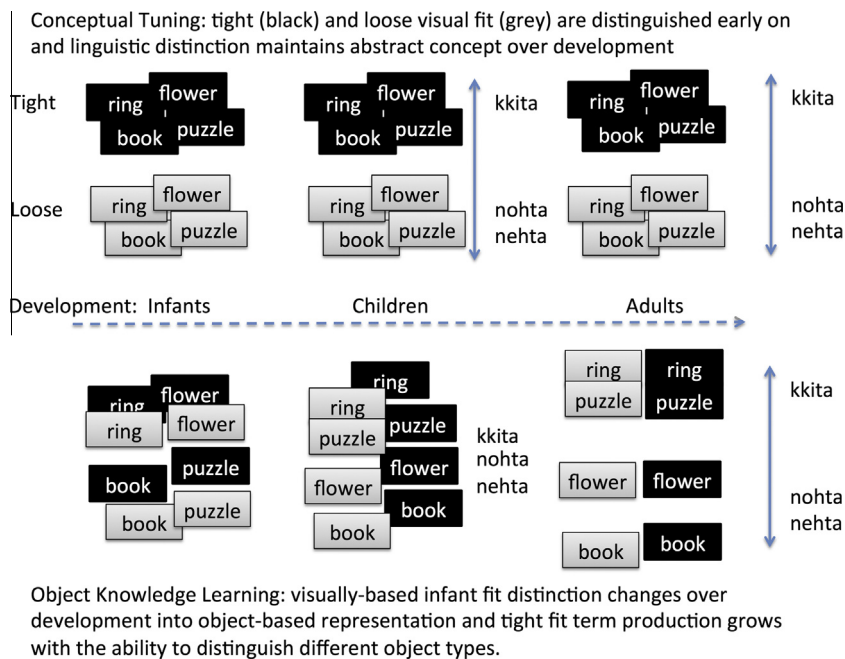 Conceptual Tuning: tight (black) and loose visual fit (grey) are distinguished early on
and linguistic distinction maintains abstract concept over development
Tight
ring
flower
book
puzzle
ring
flower
book
puzzle
kkita
ring
flower
book
puzzle
kkita
Loose
ring
flower
book
puzzle
ring
flower
book
puzzle
nohta
nehta
ring
flower
book
puzzle
nohta
nehta
Development: Infants
Children
Adults
ring
flower
ring
flower
book
puzzle
book
puzzle
ring
ring
puzzle
puzzle
flower
flower
book
book
kkita
nohta
nehta
ring
ring
puzzle
puzzle
flower
flower
book
book
kkita
nohta
nehta
Object Knowledge Learning: visually-based infant fit distinction changes over
development into object-based representation and tight fit term production grows
with the ability to distinguish different object types.